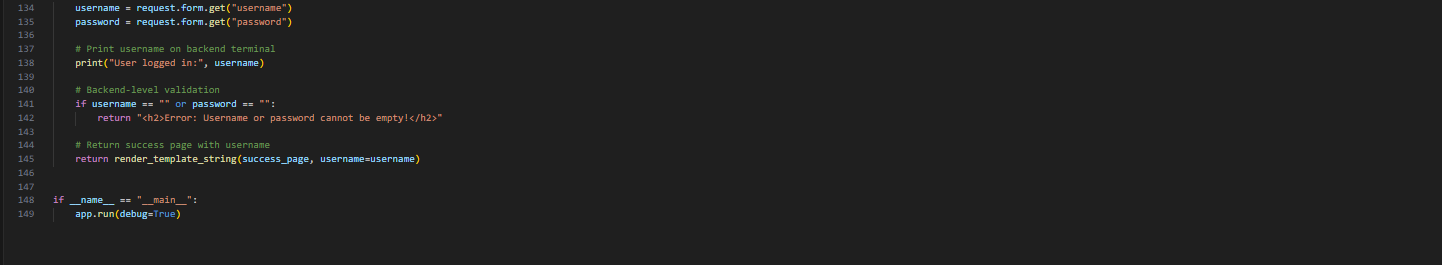 134 username = request.form.get("username")
135 password = request.form.get("password")
136
137 # Print username on backend terminal
138 print("User logged in:", username)
139
140 # Backend-level validation
141 if username == "" or password == "":
142 return "<h2>Error: Username or password cannot be empty!</h2>"
143
144 # Return success page with username
145 return render_template_string(success_page, username=username)
146
147
148 if __name__ == "__main__":
149 app.run(debug=True)